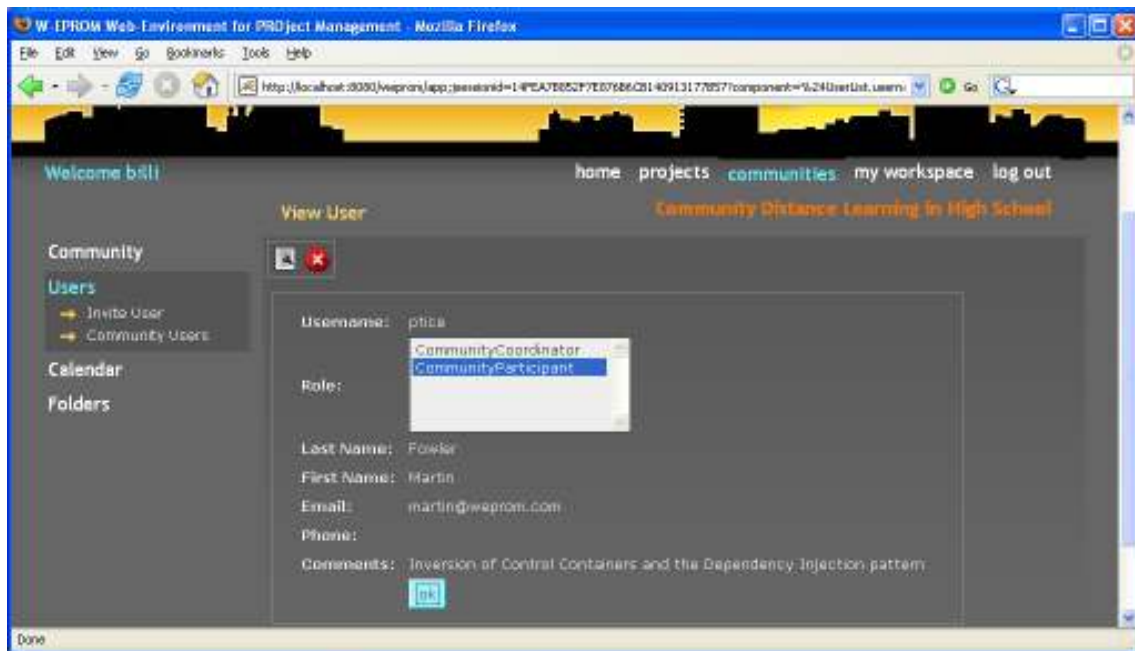 W-EPROM Web-Environment for PROject Management - Mozilla Firefox
File Edit View Go Bookmarks Tools Help
Go
Welcome billi
home projects communities my workspace log out
View User
Community Distance Learning in High School
Community
Users
Invite User
Community Users
Calendar
Folders
Username: ptica
Role:
CommunityCoordinator
CommunityParticipant
Last Name: Fowler
First Name: Martin
Email: martin@weprom.com
Phone:
Comments: Inversion of Control Containers and the Dependency Injection pattern
ok
Done